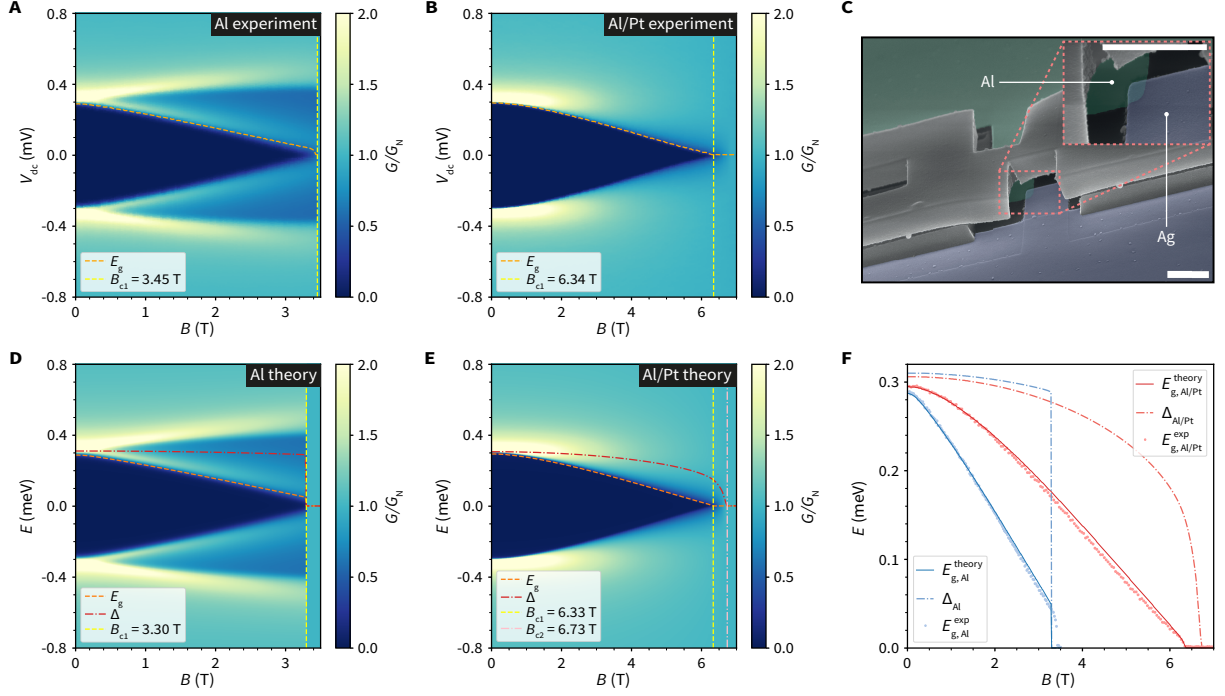 A
Al experiment
0.8
0.4
0.0
-0.4
-0.8
V_dc (mV)
E_g
B_c1 = 3.45 T
0
1
2
3
B (T)
2.0
1.5
1.0
0.5
0.0
G/G_N
B
Al/Pt experiment
0.8
0.4
0.0
-0.4
-0.8
V_dc (mV)
E_g
B_c1 = 6.34 T
0
2
4
6
B (T)
2.0
1.5
1.0
0.5
0.0
G/G_N
C
Al
Ag
D
Al theory
0.8
0.4
0.0
-0.4
-0.8
E (meV)
E_g
Δ
B_c1 = 3.30 T
0
1
2
3
B (T)
2.0
1.5
1.0
0.5
0.0
G/G_N
E
Al/Pt theory
0.8
0.4
0.0
-0.4
-0.8
E (meV)
E_g
Δ
B_c1 = 6.33 T
B_c2 = 6.73 T
0
2
4
6
B (T)
2.0
1.5
1.0
0.5
0.0
G/G_N
F
0.3
0.2
0.1
0.0
E (meV)
E^theory_g, Al/Pt
Δ_Al/Pt
E^exp_g, Al/Pt
E^theory_g, Al
Δ_Al
E^exp_g, Al
0
2
4
6
B (T)